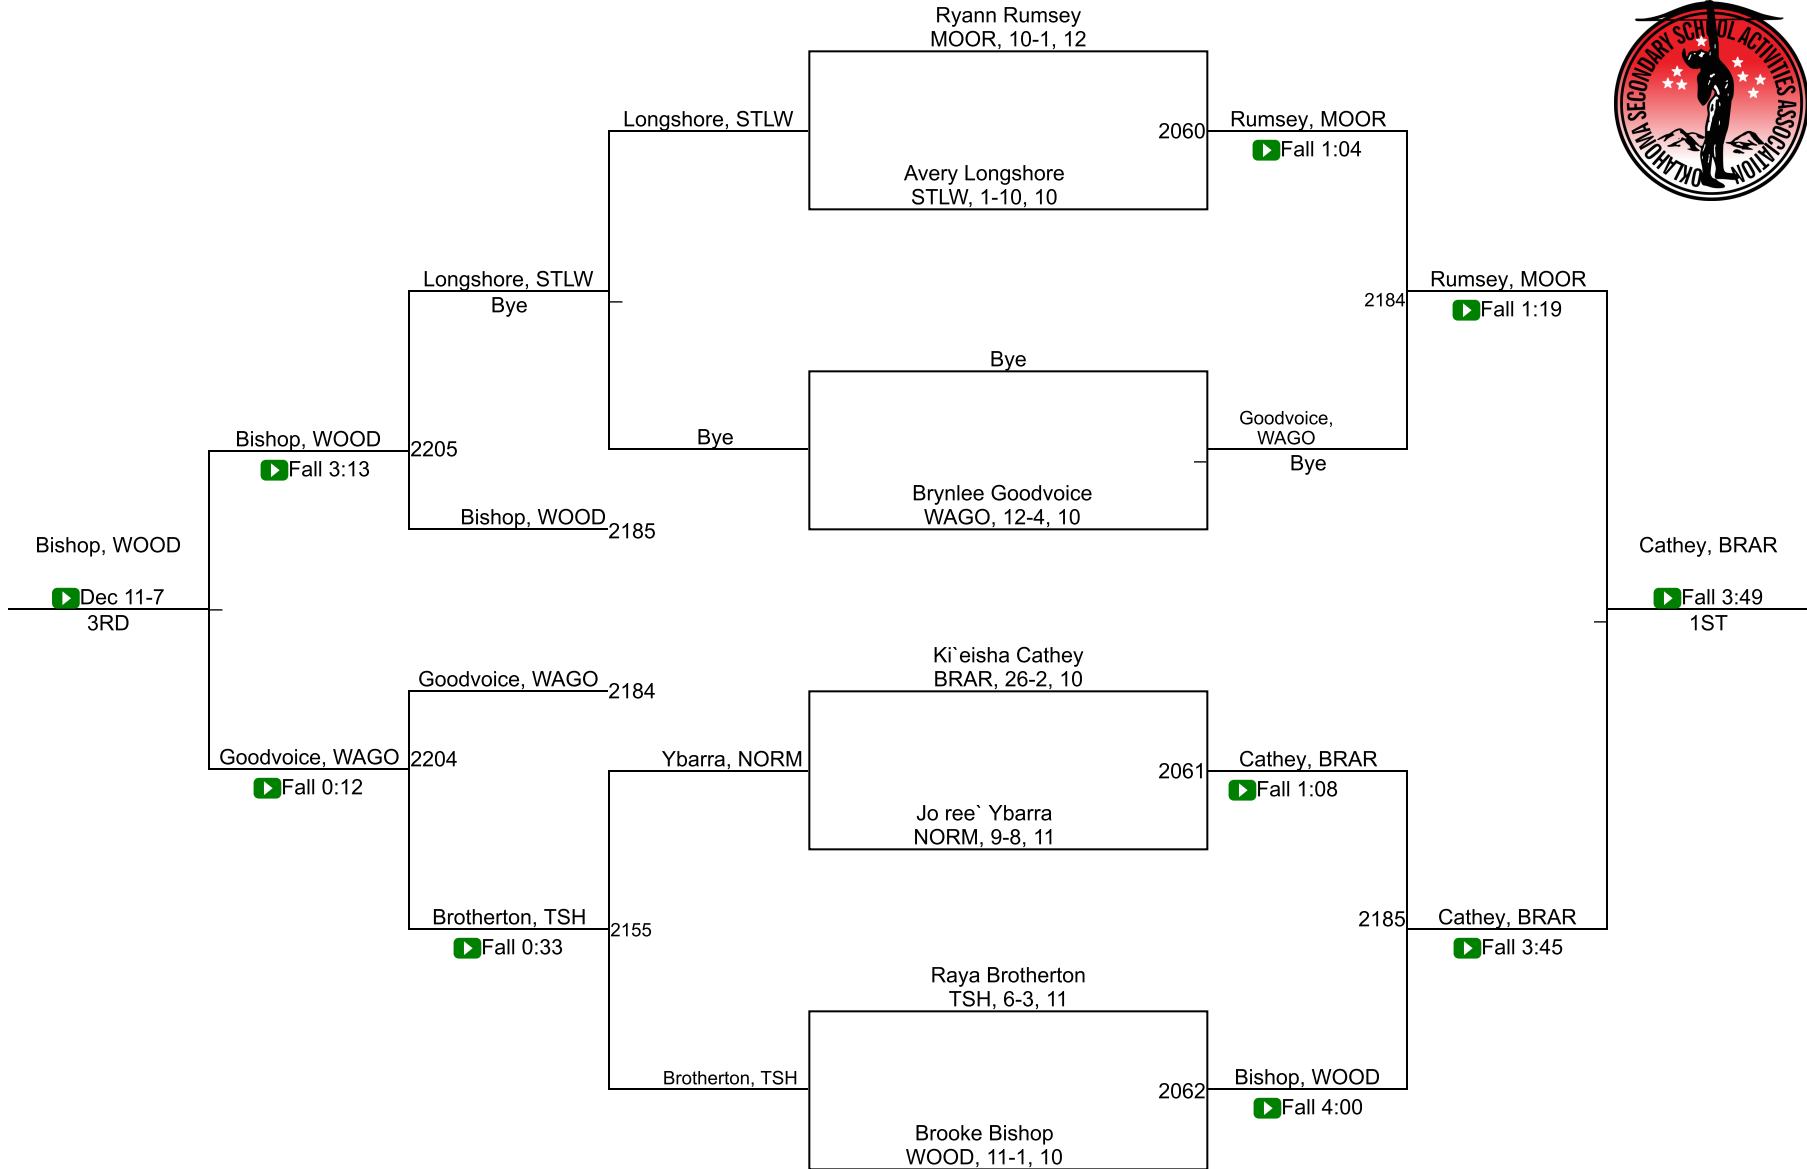 Ryann Rumsey
MOOR, 10-1, 12
OKLAHOMA SECONDARY SCHOOL ACTIVITIES ASSOCIATION
Longshore, STLW
2060
Rumsey, MOOR
Fall 1:04
Avery Longshore
STLW, 1-10, 10
Longshore, STLW
Bye
2184
Rumsey, MOOR
Fall 1:19
Bye
Bishop, WOOD
Fall 3:13
2205
Bye
Goodvoice,
WAGO
Bye
Brynlee Goodvoice
WAGO, 12-4, 10
Bishop, WOOD
2185
Bishop, WOOD
Dec 11-7
3RD
Cathey, BRAR
Fall 3:49
1ST
Goodvoice, WAGO
2184
Ki`eisha Cathey
BRAR, 26-2, 10
Goodvoice, WAGO
2204
Fall 0:12
Ybarra, NORM
2061
Cathey, BRAR
Fall 1:08
Jo ree` Ybarra
NORM, 9-8, 11
Brotherton, TSH
Fall 0:33
2155
2185
Cathey, BRAR
Fall 3:45
Raya Brotherton
TSH, 6-3, 11
Brotherton, TSH
2062
Bishop, WOOD
Fall 4:00
Brooke Bishop
WOOD, 11-1, 10